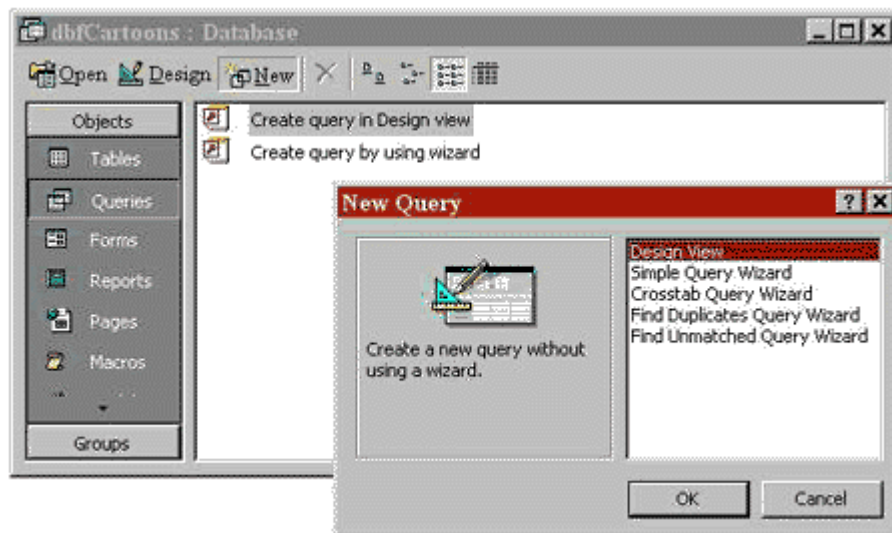 dbfCartoons : Database
Open Design New
Objects
Create query in Design view
Tables
Create query by using wizard
Queries
Forms
Reports
Pages
Macros
Groups
New Query
Create a new query without
using a wizard.
Design View
Simple Query Wizard
Crosstab Query Wizard
Find Duplicates Query Wizard
Find Unmatched Query Wizard
OK Cancel